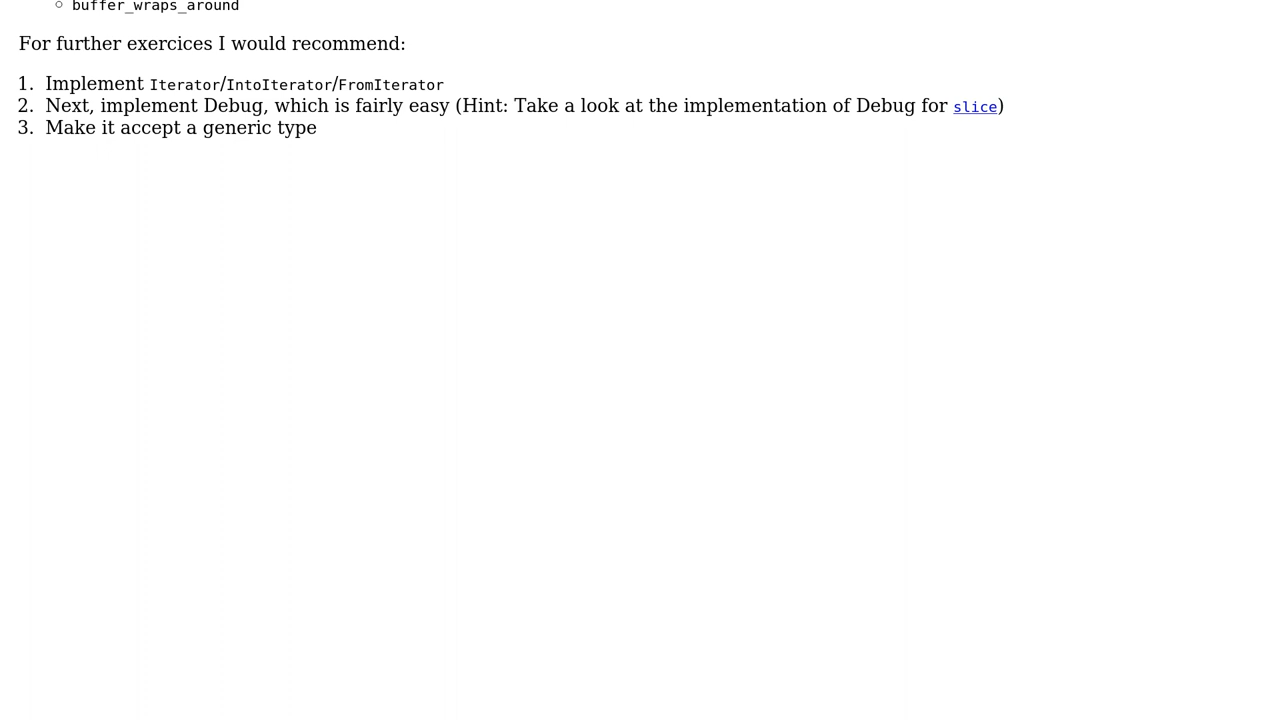 ◦ buffer_wraps_around
For further exercices I would recommend:
1. Implement Iterator/IntoIterator/FromIterator
2. Next, implement Debug, which is fairly easy (Hint: Take a look at the implementation of Debug for slice)
3. Make it accept a generic type